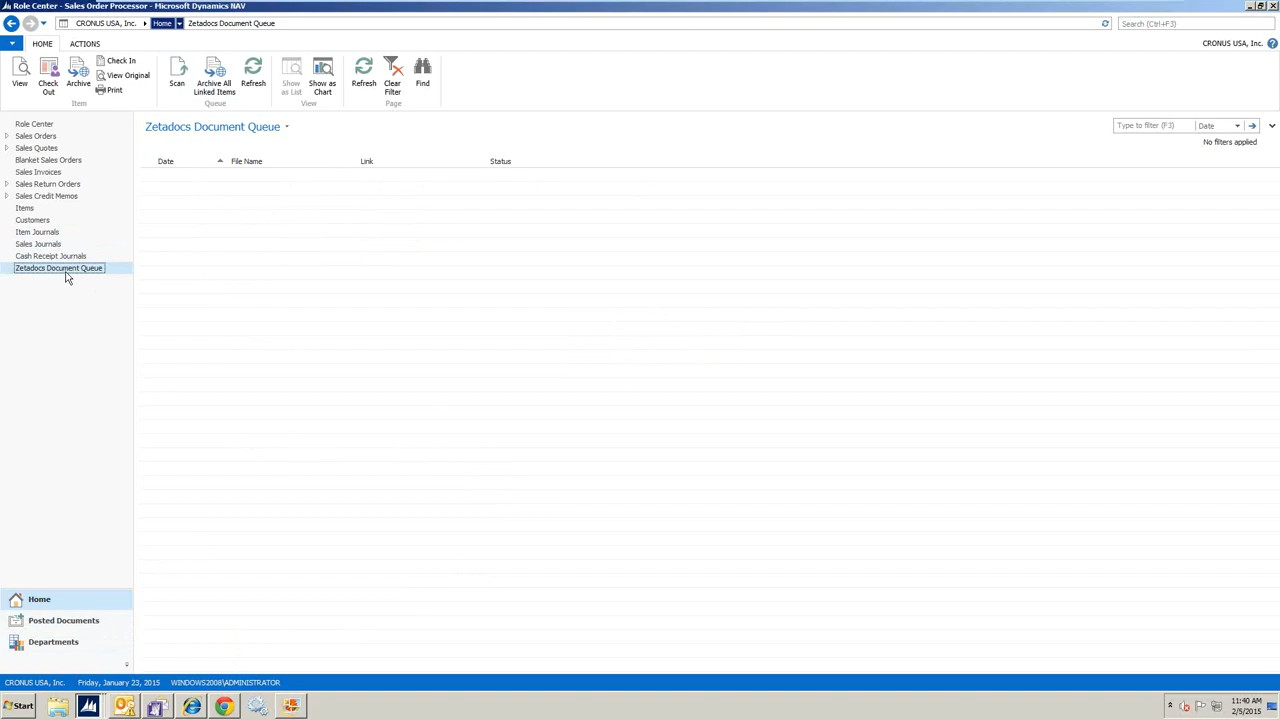 Role Center - Sales Order Processor - Microsoft Dynamics NAV
CRONUS USA, Inc. Home Zetadocs Document Queue Search (Ctrl+F3)
HOME ACTIONS CRONUS USA, Inc.
View
Check Out
Archive
Check In
View Original
Print
Item
Scan
Archive All Linked Items
Refresh
Queue
Show as List
Show as Chart
View
Refresh
Clear Filter
Find
Page
Role Center
Sales Orders
Sales Quotes
Blanket Sales Orders
Sales Invoices
Sales Return Orders
Sales Credit Memos
Items
Customers
Item Journals
Sales Journals
Cash Receipt Journals
Zetadocs Document Queue
Zetadocs Document Queue
Type to filter (F3) Date
No filters applied
Date File Name Link Status
Home
Posted Documents
Departments
CRONUS USA, Inc. Friday, January 23, 2015 WINDOWS2008\ADMINISTRATOR
Start
11:40 AM
2/5/2015